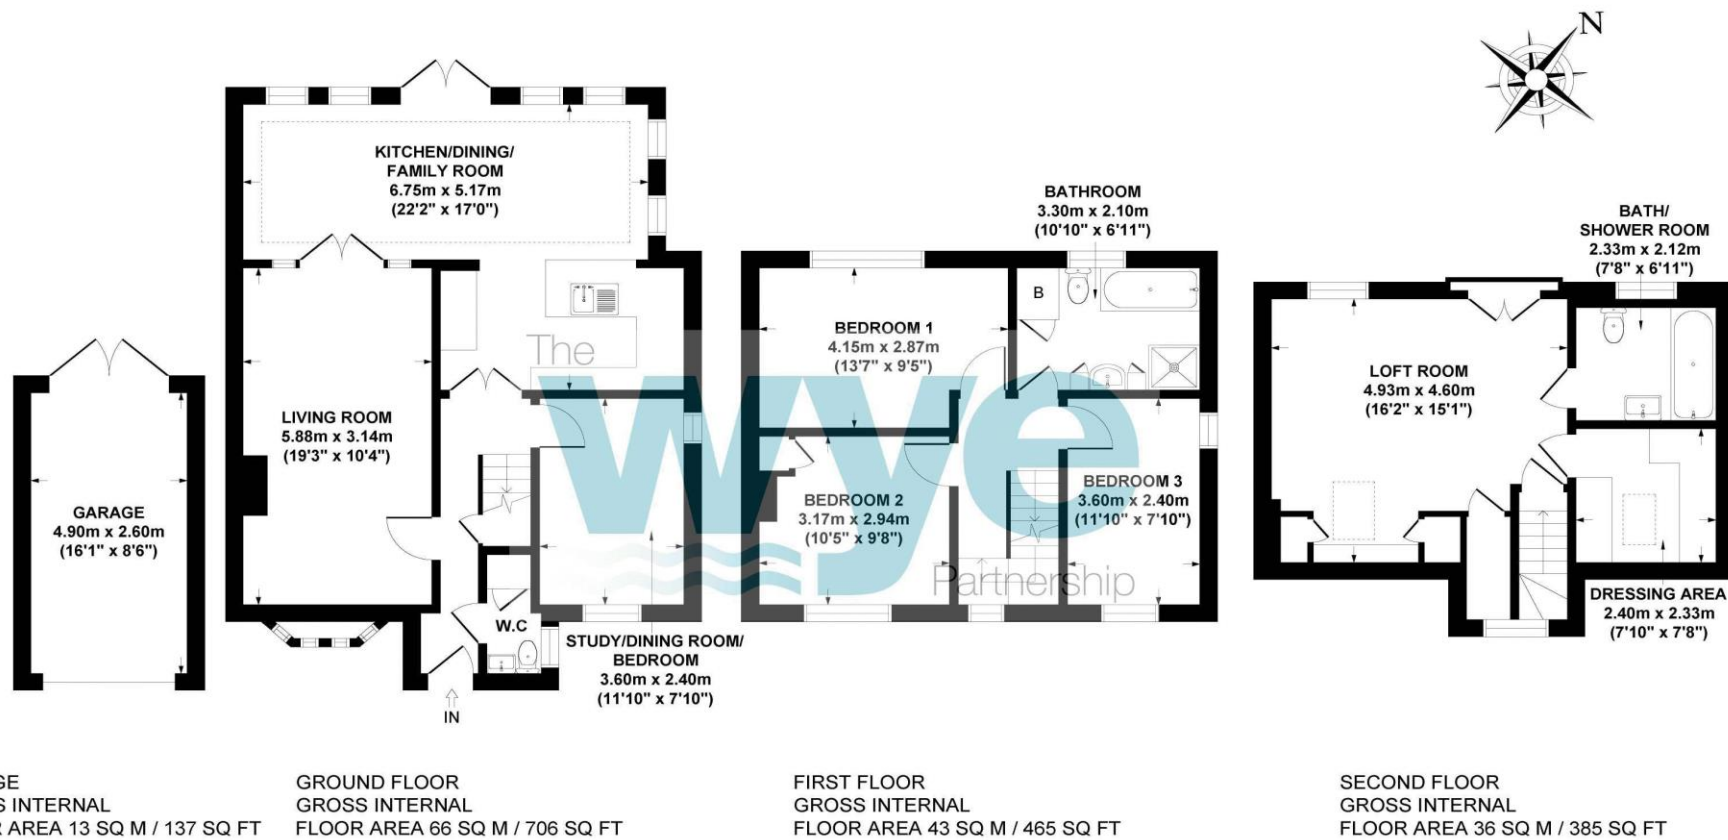 N
KITCHEN/DINING/
FAMILY ROOM
6.75m x 5.17m
(22'2" x 17'0")
BATHROOM
3.30m x 2.10m
(10'10" x 6'11")
BATH/
SHOWER ROOM
2.33m x 2.12m
(7'8" x 6'11")
B
BEDROOM 1
4.15m x 2.87m
(13'7" x 9'5")
LOFT ROOM
4.93m x 4.60m
(16'2" x 15'1")
LIVING ROOM
5.88m x 3.14m
(19'3" x 10'4")
The
wye
Partnership
GARAGE
4.90m x 2.60m
(16'1" x 8'6")
BEDROOM 2
3.17m x 2.94m
(10'5" x 9'8")
BEDROOM 3
3.60m x 2.40m
(11'10" x 7'10")
W.C
STUDY/DINING ROOM/
BEDROOM
3.60m x 2.40m
(11'10" x 7'10")
DRESSING AREA
2.40m x 2.33m
(7'10" x 7'8")
IN
GE
S INTERNAL
R AREA 13 SQ M / 137 SQ FT
GROUND FLOOR
GROSS INTERNAL
FLOOR AREA 66 SQ M / 706 SQ FT
FIRST FLOOR
GROSS INTERNAL
FLOOR AREA 43 SQ M / 465 SQ FT
SECOND FLOOR
GROSS INTERNAL
FLOOR AREA 36 SQ M / 385 SQ FT